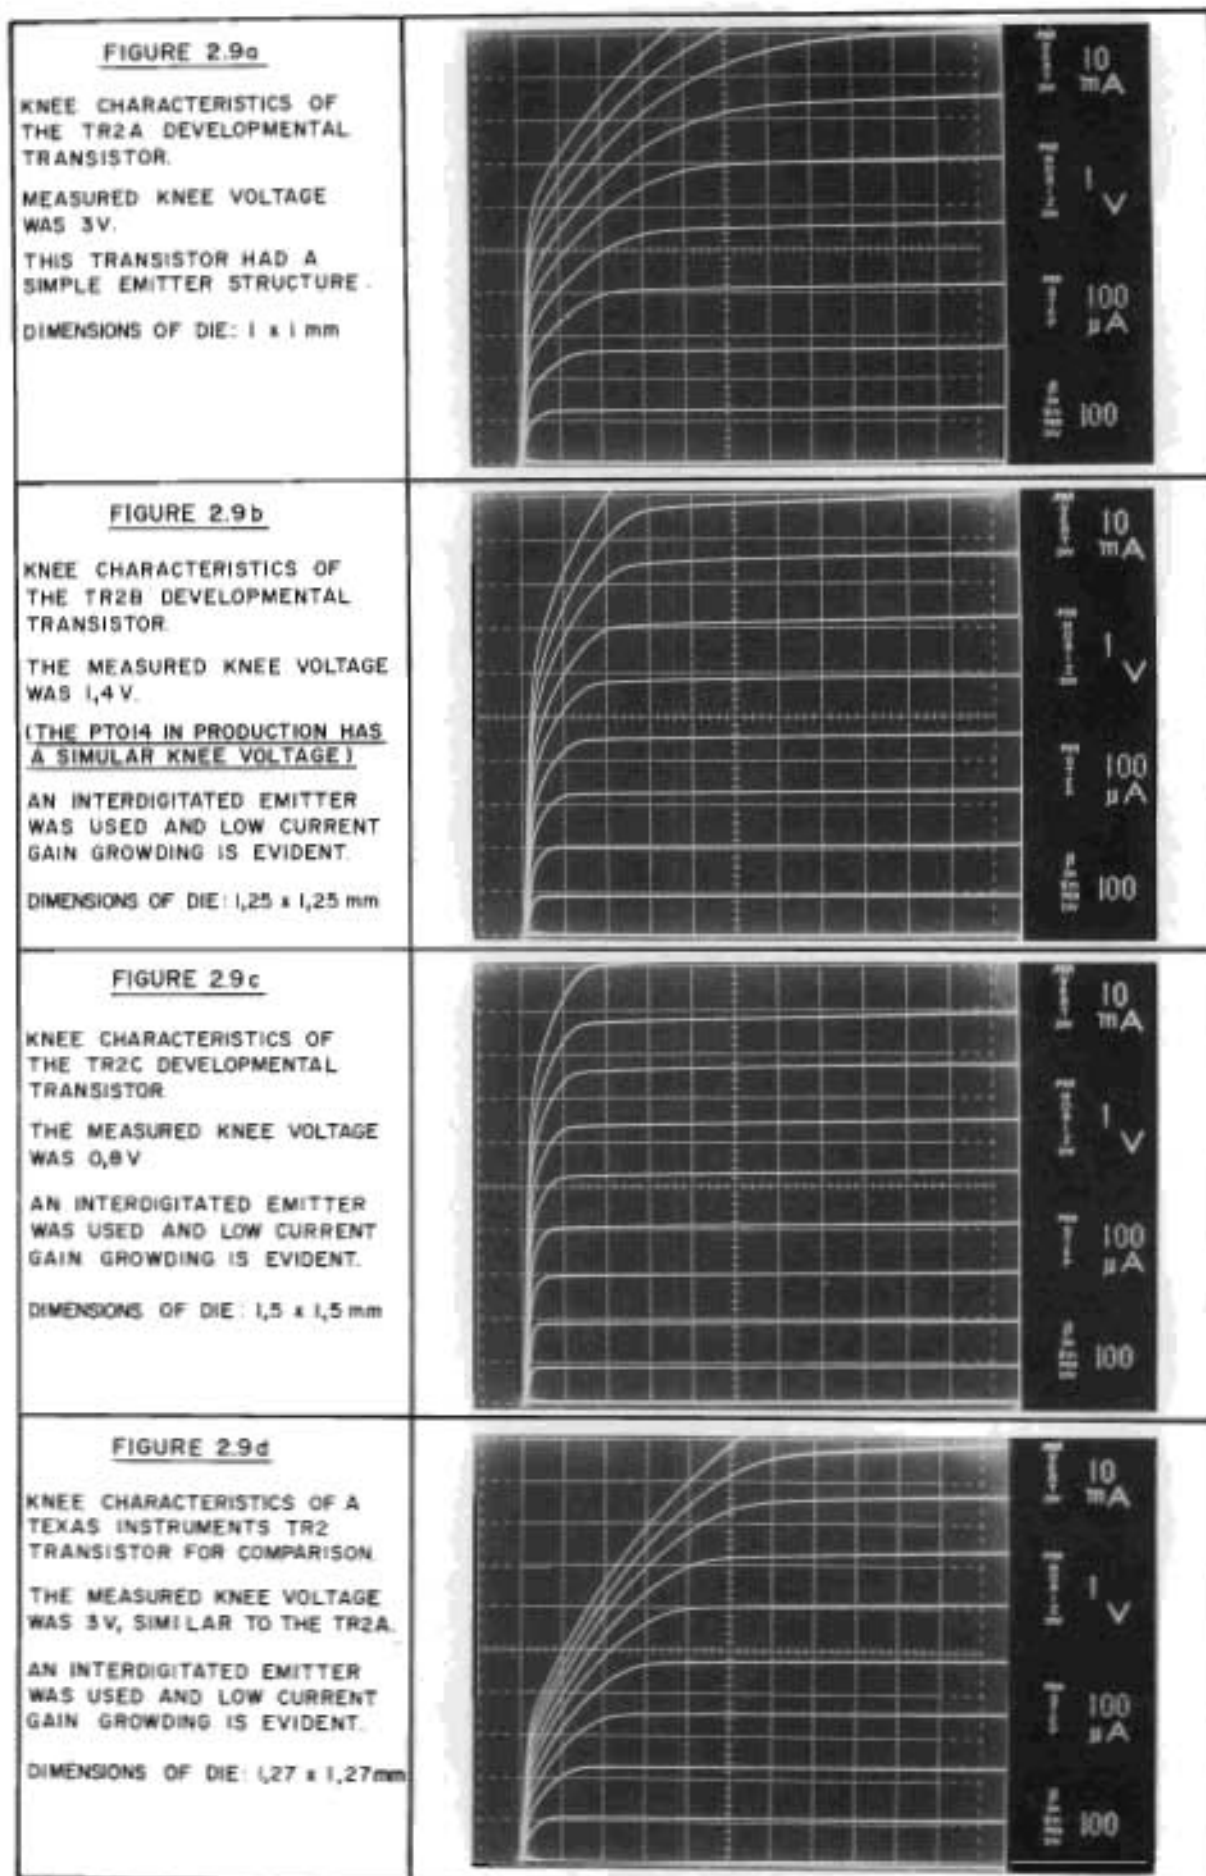 FIGURE 2.9a
KNEE CHARACTERISTICS OF
THE TR2A DEVELOPMENTAL
TRANSISTOR.
MEASURED KNEE VOLTAGE
WAS 3V.
THIS TRANSISTOR HAD A
SIMPLE EMITTER STRUCTURE.
DIMENSIONS OF DIE: 1 x 1 mm
10
mA
1
V
100
µA
100
FIGURE 2.9b
KNEE CHARACTERISTICS OF
THE TR2B DEVELOPMENTAL
TRANSISTOR.
THE MEASURED KNEE VOLTAGE
WAS 1,4 V.
(THE PT014 IN PRODUCTION HAS
A SIMULAR KNEE VOLTAGE)
AN INTERDIGITATED EMITTER
WAS USED AND LOW CURRENT
GAIN GROWDING IS EVIDENT.
DIMENSIONS OF DIE: 1,25 x 1,25 mm
10
mA
1
V
100
µA
100
FIGURE 2.9c
KNEE CHARACTERISTICS OF
THE TR2C DEVELOPMENTAL
TRANSISTOR
THE MEASURED KNEE VOLTAGE
WAS 0,8V
AN INTERDIGITATED EMITTER
WAS USED AND LOW CURRENT
GAIN GROWDING IS EVIDENT.
DIMENSIONS OF DIE: 1,5 x 1,5 mm
10
mA
1
V
100
µA
100
FIGURE 2.9d
KNEE CHARACTERISTICS OF A
TEXAS INSTRUMENTS TR2
TRANSISTOR FOR COMPARISON.
THE MEASURED KNEE VOLTAGE
WAS 3V, SIMILAR TO THE TR2A.
AN INTERDIGITATED EMITTER
WAS USED AND LOW CURRENT
GAIN GROWDING IS EVIDENT.
DIMENSIONS OF DIE: 1,27 x 1,27mm
10
mA
1
V
100
µA
100